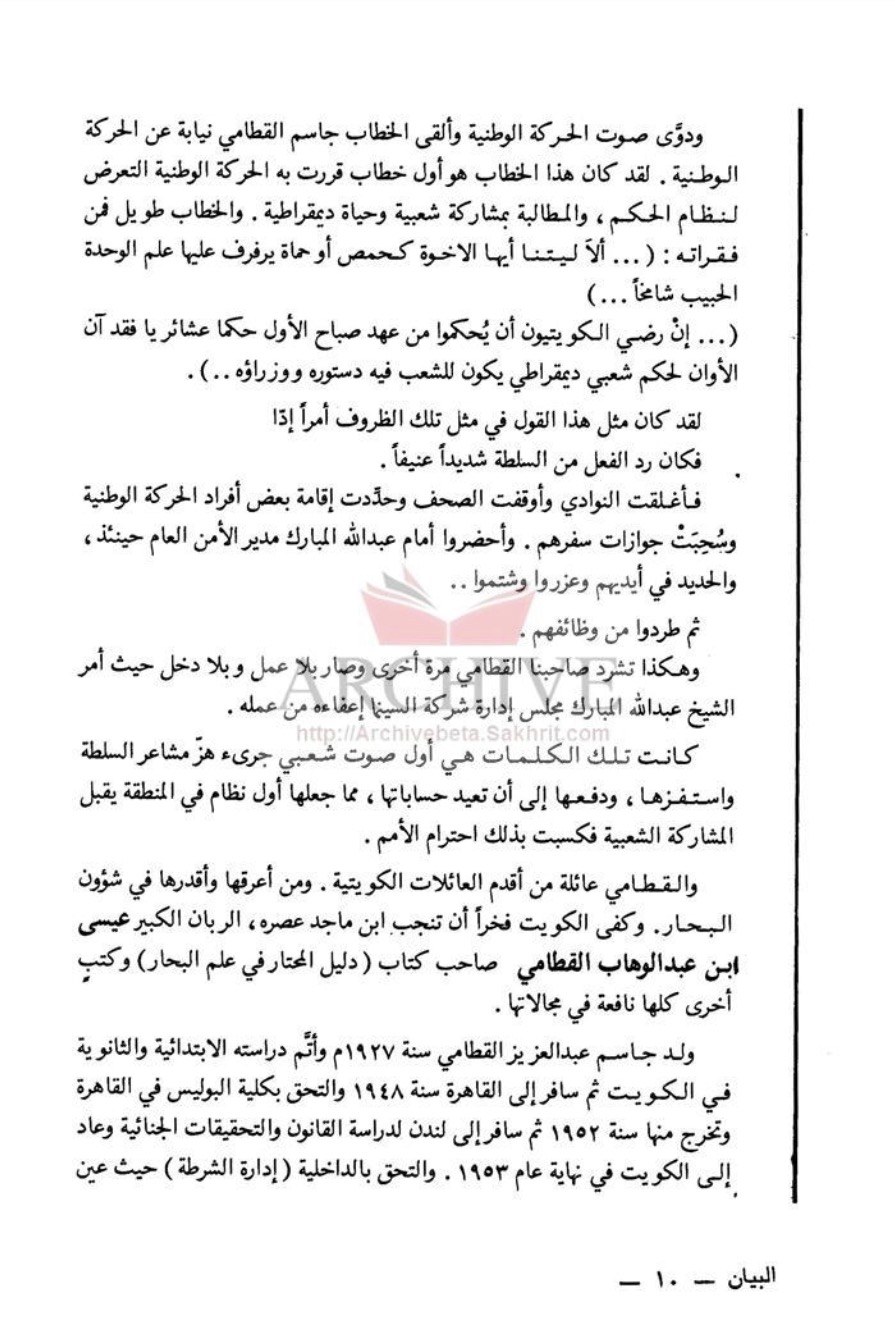 ودوَّى صوت الحركة الوطنية وألقى الخطاب جاسم القطامي نيابة عن الحركة
الوطنية . لقد كان هذا الخطاب هو أول خطاب قررت به الحركة الوطنية التعرض
لنظام الحكم ، والمطالبة بمشاركة شعبية وحياة ديمقراطية . والخطاب طويل فمن
فقراته : ( ... ألاَ ليتنا أيها الاخوة كحمص أو حماة يرفرف عليها علم الوحدة
الحبيب شامخاً ... )
( ... إنْ رضي الكويتيون أن يُحكموا من عهد صباح الأول حكما عشائريا فقد آن
الأوان لحكم شعبي ديمقراطي يكون للشعب فيه دستوره ووزراؤه .. ) .
لقد كان مثل هذا القول في مثل تلك الظروف أمراً إدّا
فكان رد الفعل من السلطة شديداً عنيفاً .
فأغلقت النوادي وأوقفت الصحف وحدَّدت إقامة بعض أفراد الحركة الوطنية
وسُحِبَتْ جوازات سفرهم . وأحضروا أمام عبدالله المبارك مدير الأمن العام حينئذ ،
والحديد في أيديهم وعزروا وشتموا ..
ثم طردوا من وظائفهم .
وهكذا تشرد صاحبنا القطامي مرة أخرى وصار بلا عمل وبلا دخل حيث أمر
ARCHIVE
الشيخ عبدالله المبارك مجلس إدارة شركة السينما إعفاءه من عمله .
http://Archivebeta.Sakhrit.com
كانت تلك الكلمات هي أول صوت شعبي جرىء هزّ مشاعر السلطة
واستفزها ، ودفعها إلى أن تعيد حساباتها ، مما جعلها أول نظام في المنطقة يقبل
المشاركة الشعبية فكسبت بذلك احترام الأمم .
والقطامي عائلة من أقدم العائلات الكويتية . ومن أعرقها وأقدرها في شؤون
البحار. وكفى الكويت فخراً أن تنجب ابن ماجد عصره ، الربان الكبير عيسى
ابن عبدالوهاب القطامي صاحب كتاب ( دليل المحتار في علم البحار ) وكتبٍ
أخرى كلها نافعة في مجالاتها .
ولد جاسم عبدالعزيز القطامي سنة ١٩٢٧م وأتَّم دراسته الابتدائية والثانوية
في الكويت ثم سافر إلى القاهرة سنة ١٩٤٨ والتحق بكلية البوليس في القاهرة
وتخرج منها سنة ١٩٥٢ ثم سافر إلى لندن لدراسة القانون والتحقيقات الجنائية وعاد
إلى الكويت في نهاية عام ١٩٥٣ . والتحق بالداخلية ( إدارة الشرطة ) حيث عين
البيان — ١٠ —